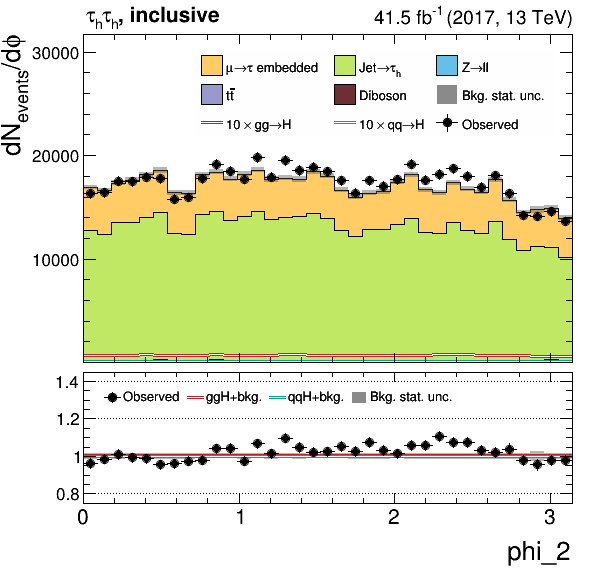 τhτh, inclusive 41.5 fb⁻¹ (2017, 13 TeV)
dNevents/dϕ
30000
20000
10000
μ→τ embedded Jet→τh Z→ll
tt̅ Diboson Bkg. stat. unc.
10 × gg→H 10 × qq→H Observed
1.4
1.2
1
0.8
Observed ggH+bkg. qqH+bkg. Bkg. stat. unc.
0 1 2 3
phi_2